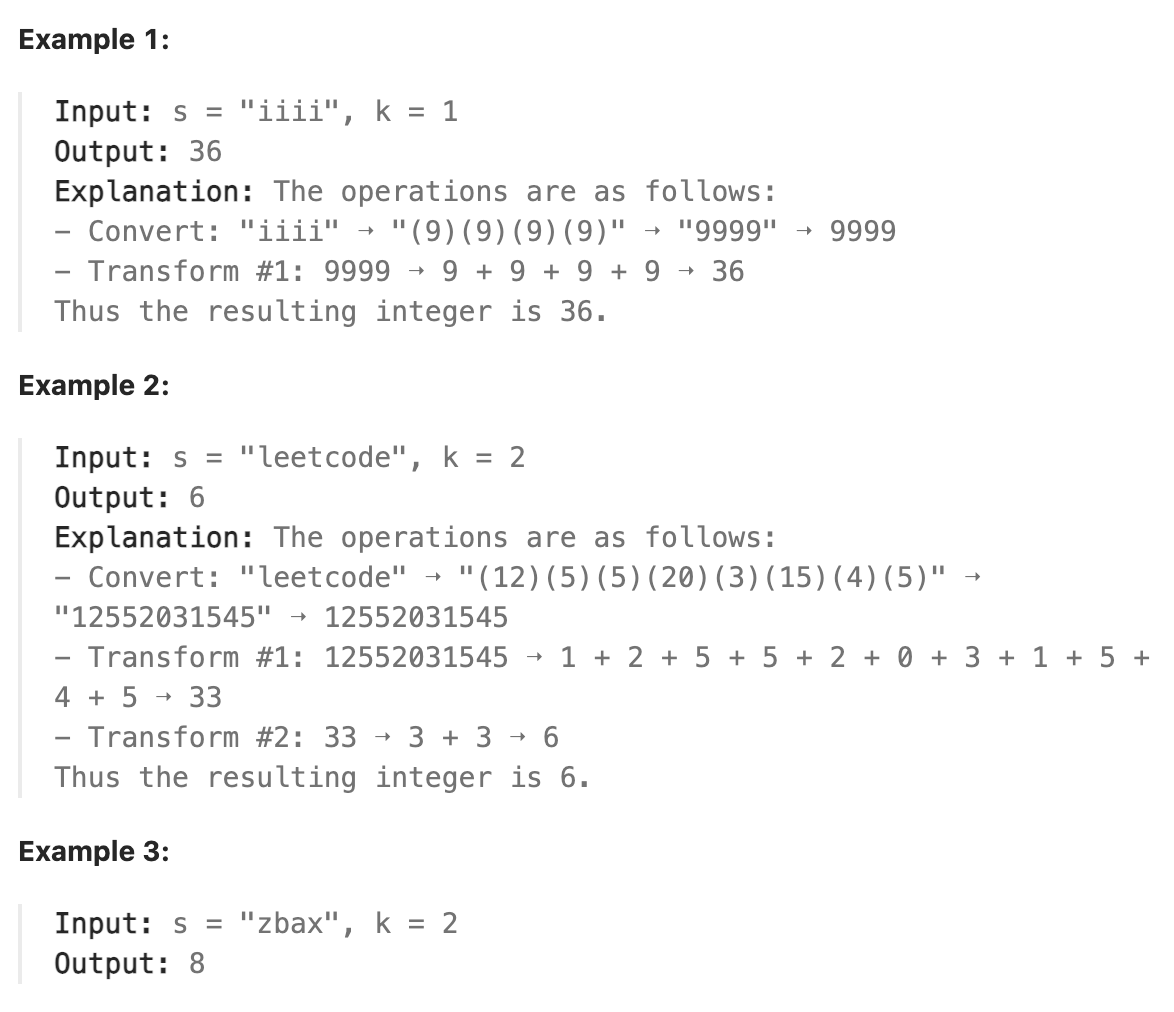 Example 1:
Input: s = "iiii", k = 1
Output: 36
Explanation: The operations are as follows:
– Convert: "iiii" ➝ "(9)(9)(9)(9)" ➝ "9999" ➝ 9999
– Transform #1: 9999 ➝ 9 + 9 + 9 + 9 ➝ 36
Thus the resulting integer is 36.
Example 2:
Input: s = "leetcode", k = 2
Output: 6
Explanation: The operations are as follows:
– Convert: "leetcode" ➝ "(12)(5)(5)(20)(3)(15)(4)(5)" ➝
"12552031545" ➝ 12552031545
– Transform #1: 12552031545 ➝ 1 + 2 + 5 + 5 + 2 + 0 + 3 + 1 + 5 +
4 + 5 ➝ 33
– Transform #2: 33 ➝ 3 + 3 ➝ 6
Thus the resulting integer is 6.
Example 3:
Input: s = "zbax", k = 2
Output: 8